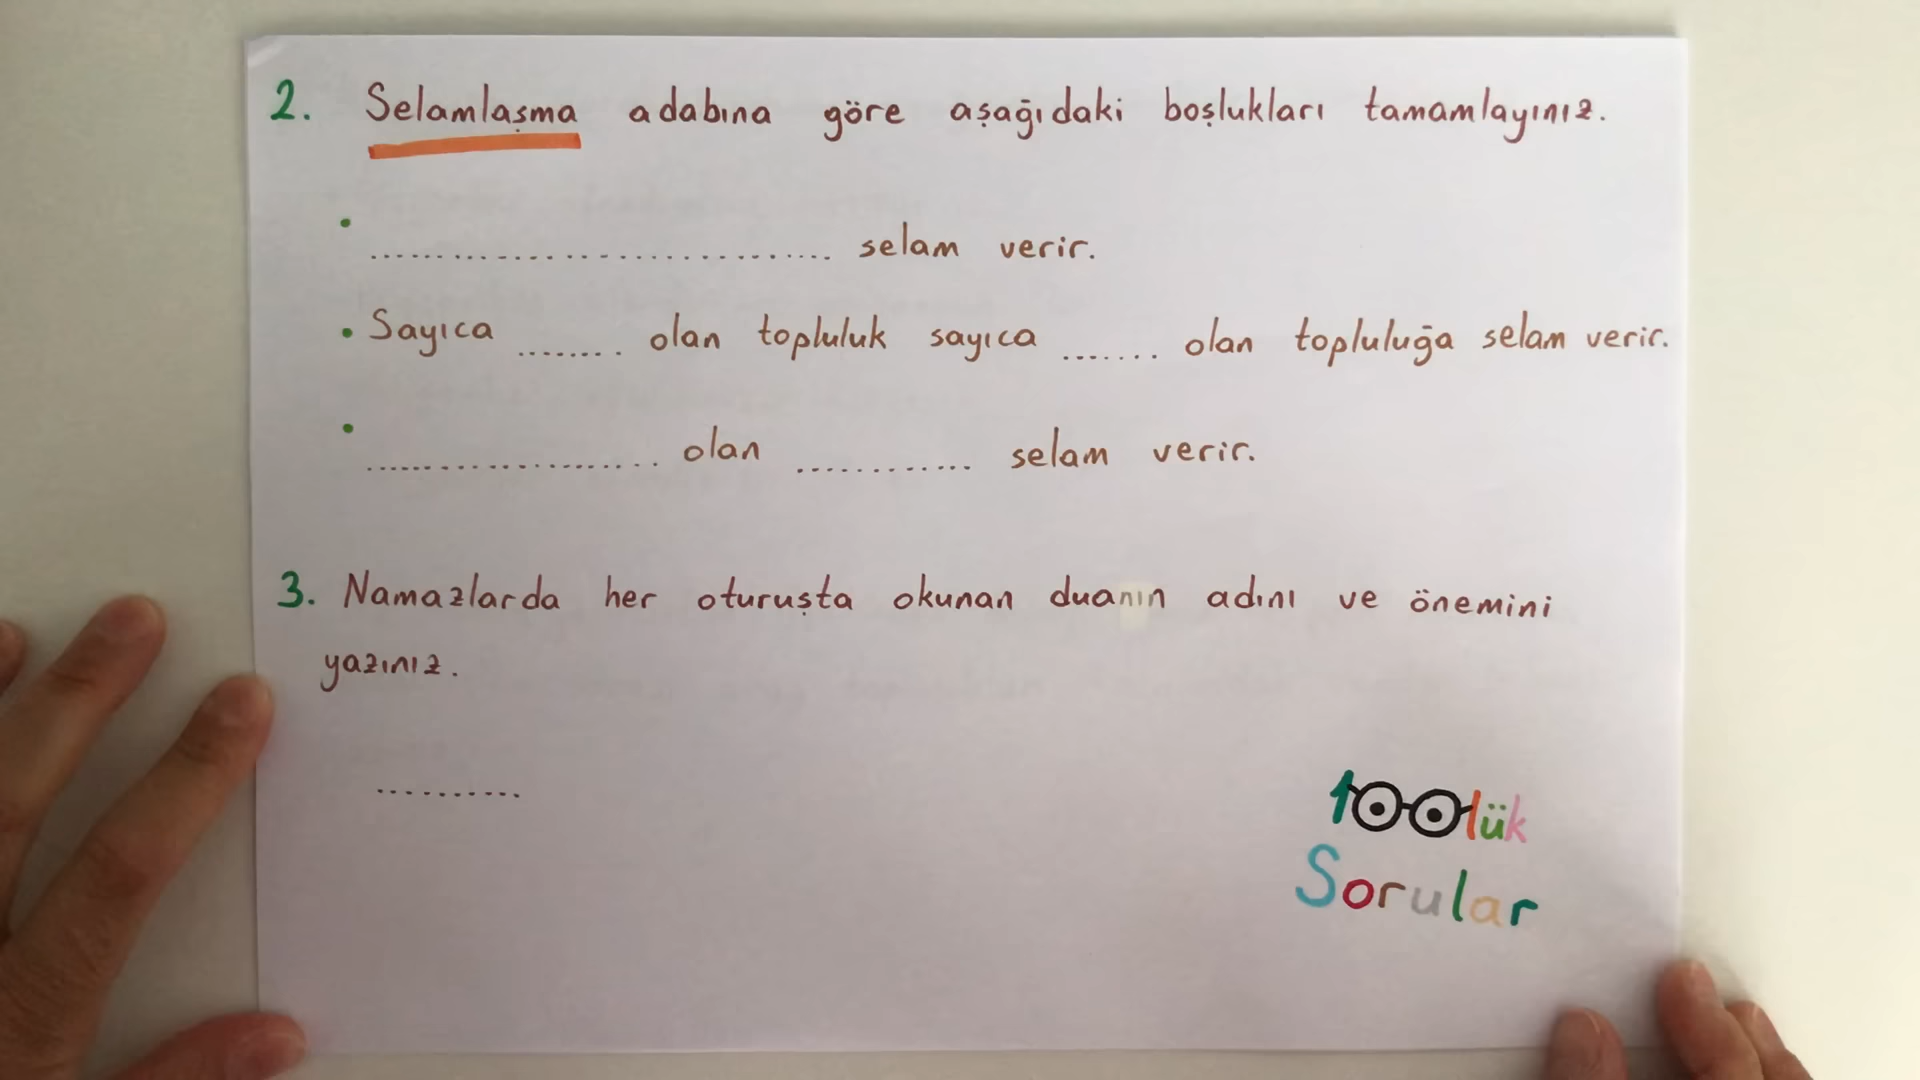 2. Selamlaşma adabına göre aşağıdaki boşlukları tamamlayınız.
• .............................. selam verir.
• Sayıca ........ olan topluluk sayıca ....... olan topluluğa selam verir.
• ..................... olan ............ selam verir.
3. Namazlarda her oturuşta okunan duanın adını ve önemini
yazınız.
..........
100lük
Sorular